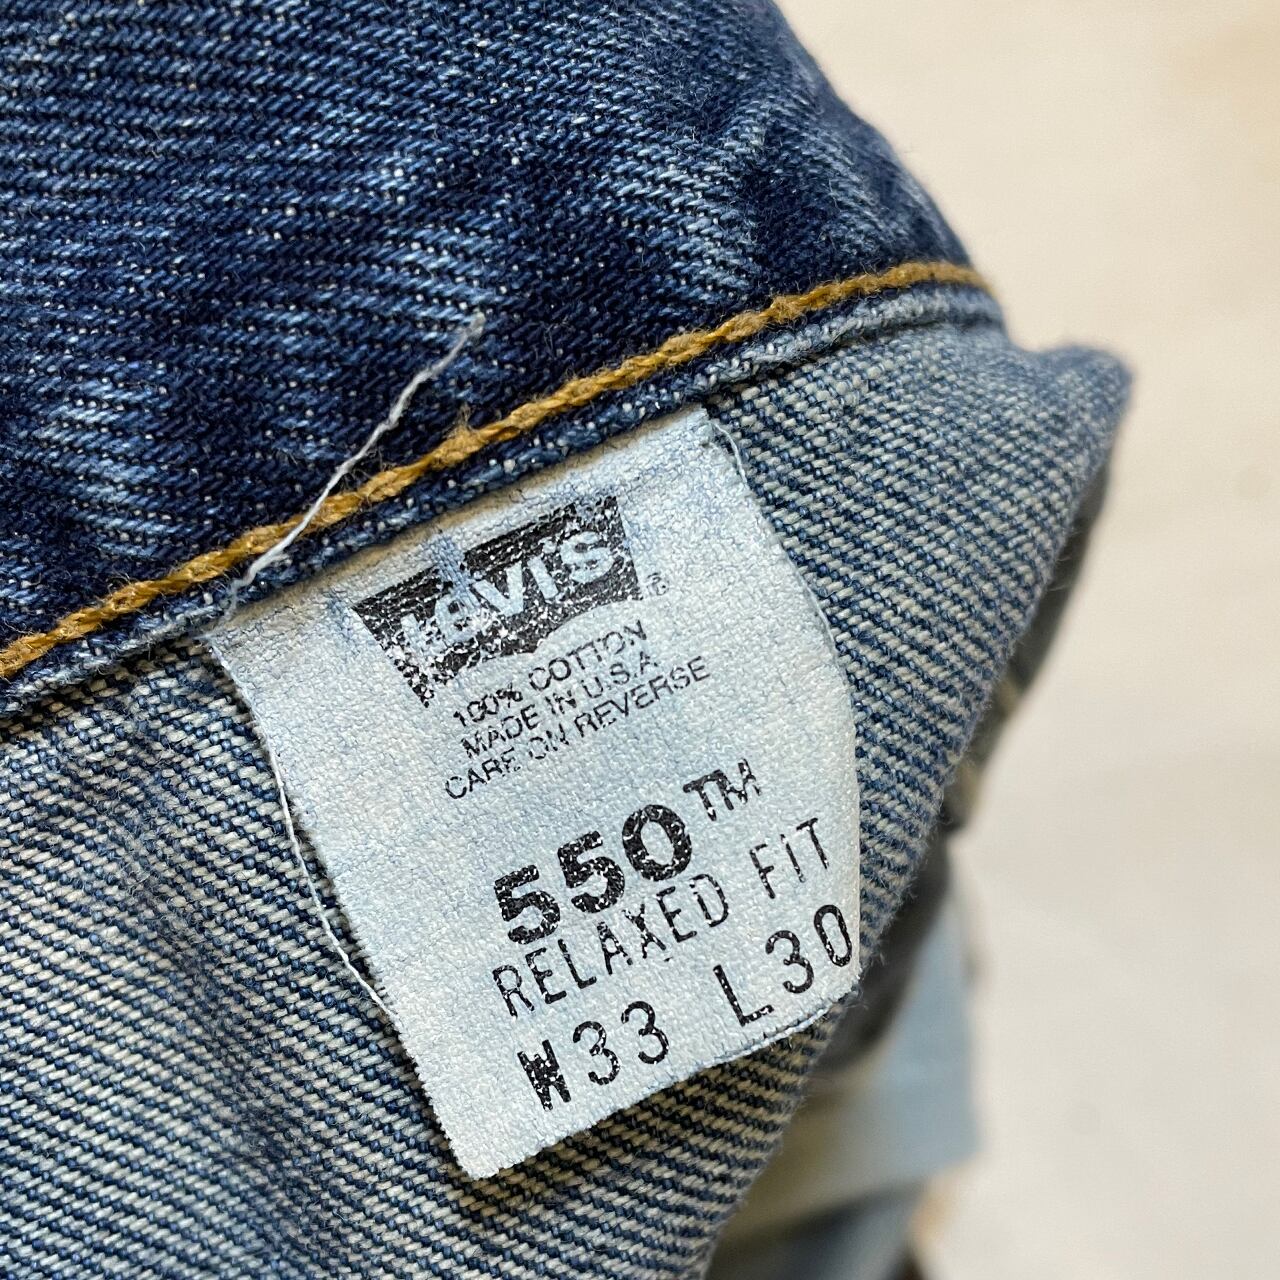 Levi's
100% COTTON
MADE IN U.S.A
CARE ON REVERSE
550™
RELAXED FIT
W33 L30